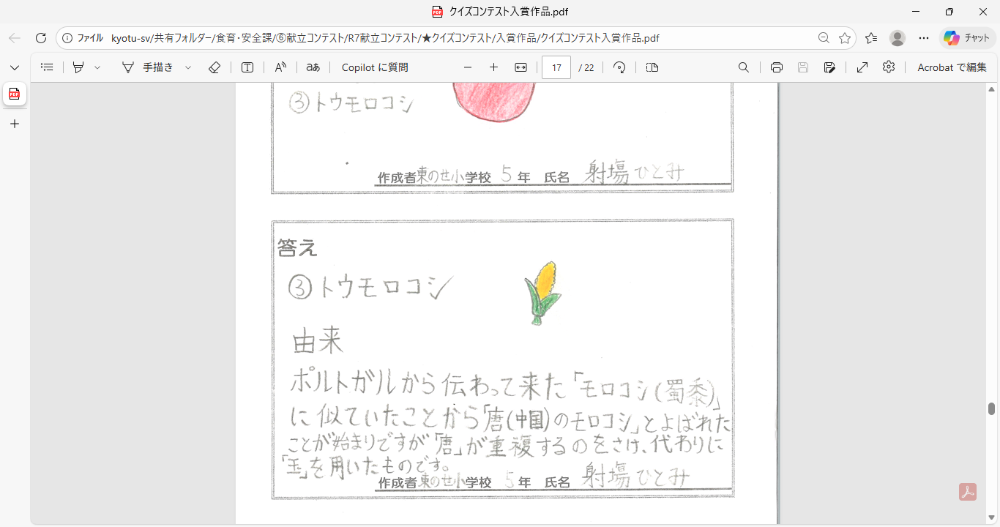 クイズコンテスト入賞作品.pdf
ファイル kyotu-sv/共有フォルダー/食育・安全課/⑥献立コンテスト/R7献立コンテスト/★クイズコンテスト/入賞作品/クイズコンテスト入賞作品.pdf
チャット
手描き
aあ
Copilot に質問
17 / 22
Acrobat で編集
③トウモロコシ
作成者東のせ小学校 5年 氏名 射場ひとみ
答え
③トウモロコシ
由来
ポルトガルから伝わって来た「モロコシ(蜀黍)」
に似ていたことから「唐(中国)のモロコシ」とよばれた
ことが始まりですが「唐」が重複するのをさけ、代わりに
「玉」を用いたものです。
作成者東のせ小学校 5年 氏名 射場ひとみ